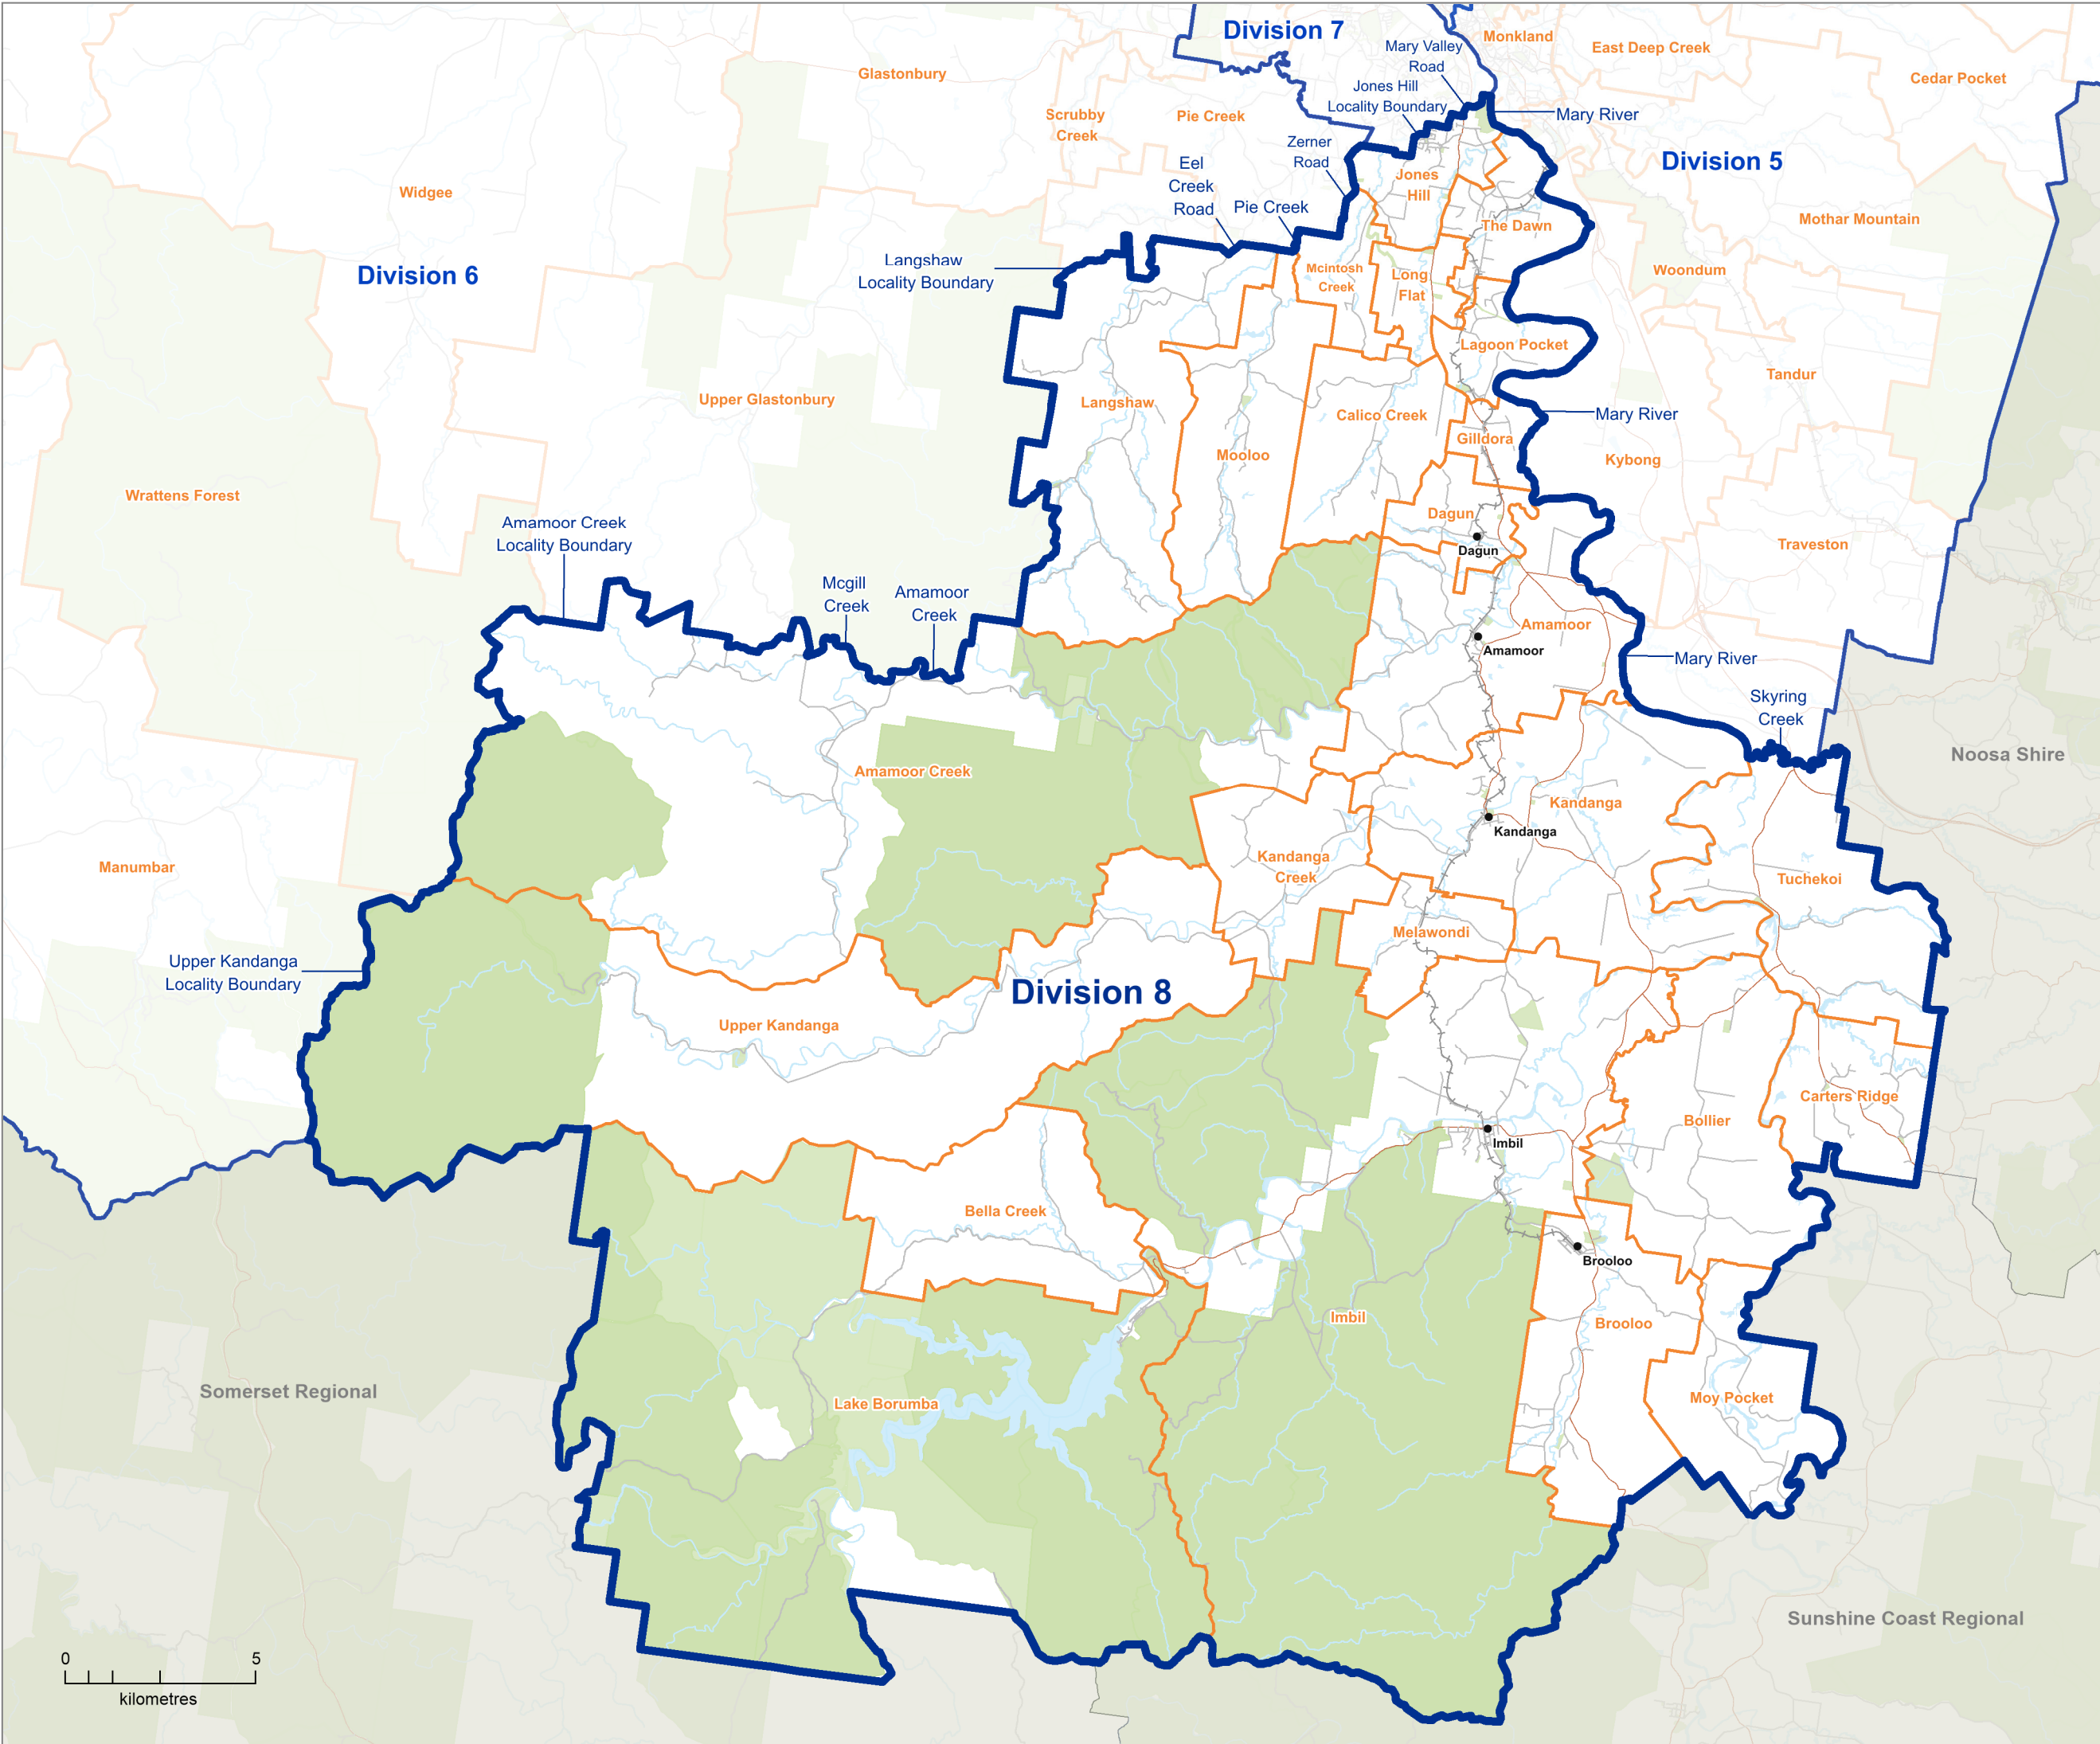 Division 7
Monkland
East Deep Creek
Mary Valley
Road
Glastonbury
Cedar Pocket
Jones Hill
Locality Boundary
Scrubby
Creek
Pie Creek
Mary River
Zerner
Road
Division 5
Eel
Creek
Road
Jones
Hill
Widgee
Pie Creek
Mothar Mountain
The Dawn
Division 6
Langshaw
Locality Boundary
Mcintosh
Creek
Long
Flat
Woondum
Lagoon Pocket
Tandur
Upper Glastonbury
Langshaw
Calico Creek
Mary River
Gilldora
Mooloo
Kybong
Wrattens Forest
Dagun
Amamoor Creek
Locality Boundary
Dagun
Traveston
Mcgill
Creek
Amamoor
Creek
Amamoor
Amamoor
Mary River
Skyring
Creek
Noosa Shire
Amamoor Creek
Kandanga
Kandanga
Manumbar
Kandanga
Creek
Tuchekoi
Melawondi
Upper Kandanga
Locality Boundary
Division 8
Upper Kandanga
Carters Ridge
Bollier
Imbil
Bella Creek
Brooloo
Imbil
Brooloo
Somerset Regional
Lake Borumba
Moy Pocket
Sunshine Coast Regional
0 5
kilometres